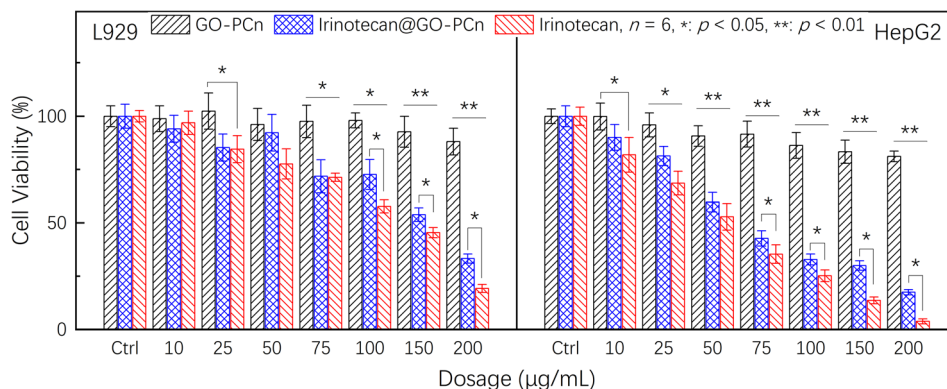 L929 GO-PCn Irinotecan@GO-PCn Irinotecan, n = 6, *: p < 0.05, **: p < 0.01 HepG2
Cell Viability (%)
100
50
0
* * * ** ** * * *
* * ** ** ** ** ** * * * *
Ctrl 10 25 50 75 100 150 200 Ctrl 10 25 50 75 100 150 200
Dosage (μg/mL)